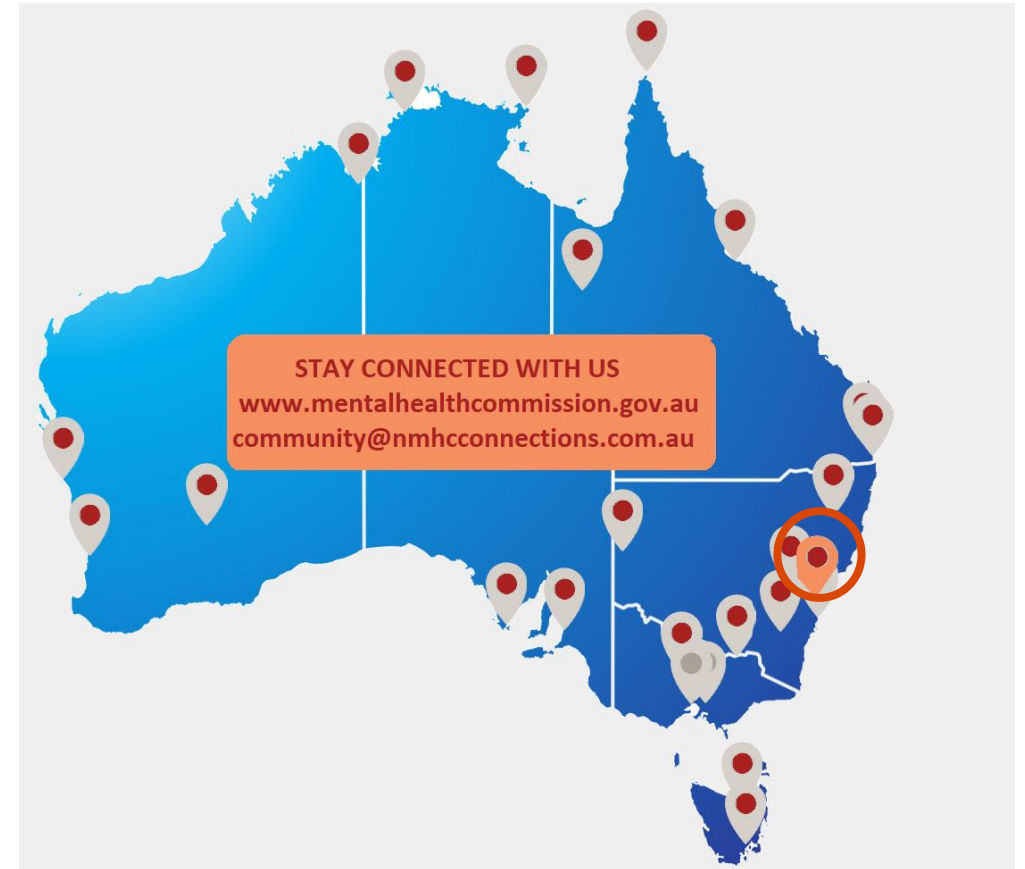 STAY CONNECTED WITH US
www.mentalhealthcommission.gov.au
community@nmhcconnections.com.au